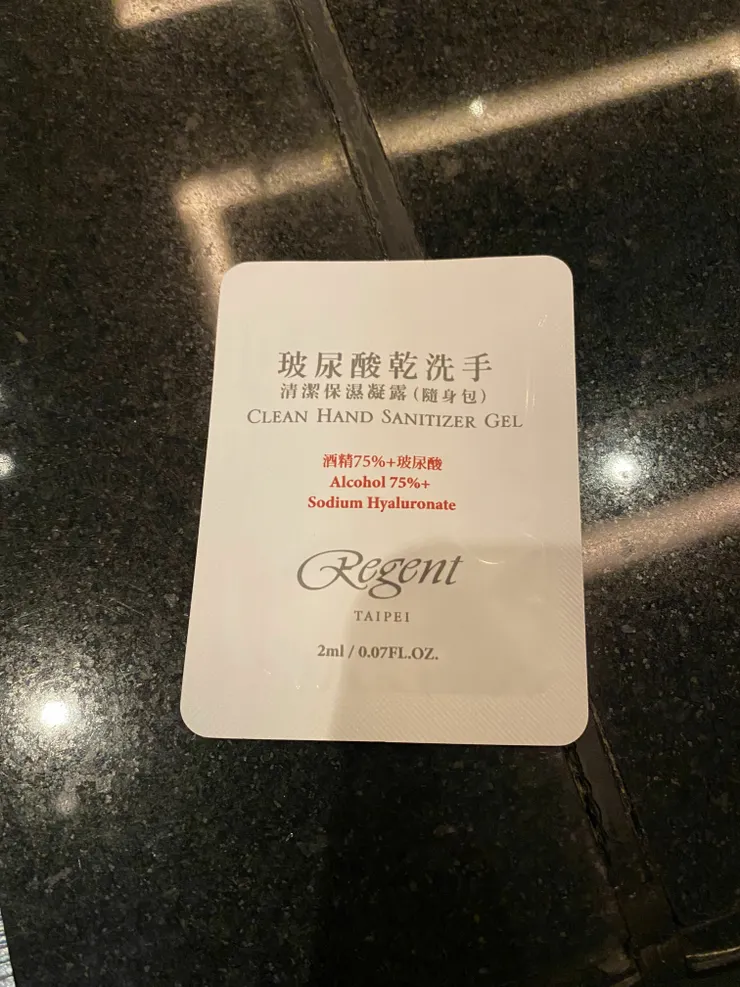 玻尿酸乾洗手
清潔保濕凝露(隨身包)
CLEAN HAND SANITIZER GEL
酒精75%+玻尿酸
Alcohol 75%+
Sodium Hyaluronate
Regent
TAIPEI
2ml / 0.07FL.OZ.